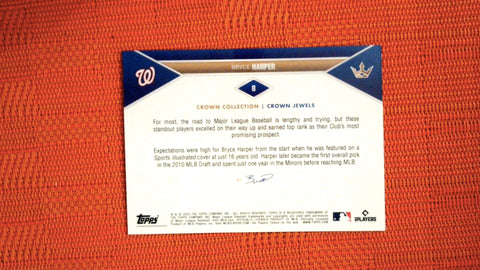 W
BRYCE HARPER
8
CROWN COLLECTION | CROWN JEWELS
For most, the road to Major League Baseball is lengthy and trying, but these
standout players excelled on their way up and earned top rank as their Club's most
promising prospect
Expectations were high for Bryce Harper from the start when he was featured on
a Sports Illustrated cover at just 16 years old. Harper later became the first overall pick
in the 2010 MLB Draft and spent just one year in the Minors before reaching MLB.
TOPPS
PLAYERS